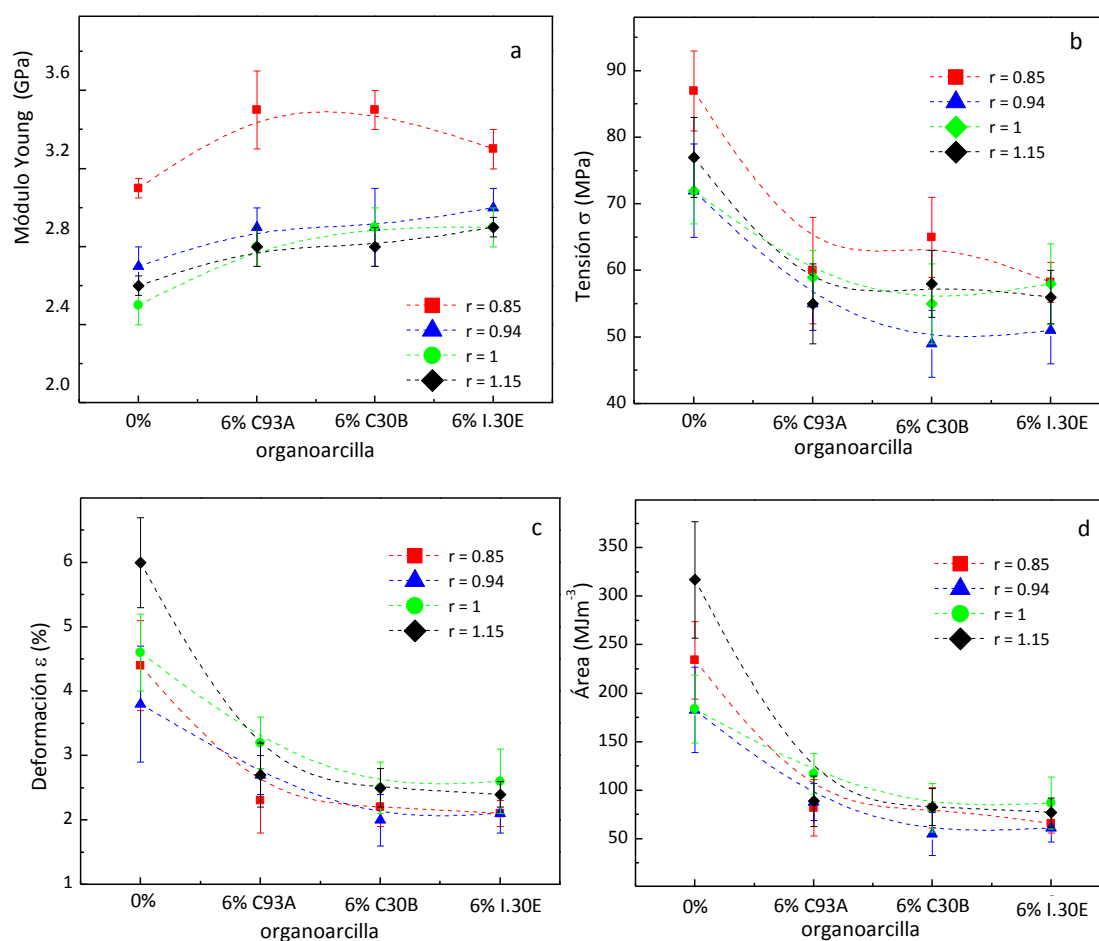 a
Módulo Young (GPa)
3.6
3.2
2.8
2.4
2.0
r = 0.85
r = 0.94
r = 1
r = 1.15
0%
6% C93A
6% C30B
6% I.30E
organoarcilla
b
Tensión σ (MPa)
90
80
70
60
50
40
r = 0.85
r = 0.94
r = 1
r = 1.15
0%
6% C93A
6% C30B
6% I.30E
organoarcilla
c
Deformación ε (%)
6
5
4
3
2
1
r = 0.85
r = 0.94
r = 1
r = 1.15
0%
6% C93A
6% C30B
6% I.30E
organoarcilla
d
Área (MJm⁻³)
350
300
250
200
150
100
50
r = 0.85
r = 0.94
r = 1
r = 1.15
0%
6% C93A
6% C30B
6% I.30E
organoarcilla